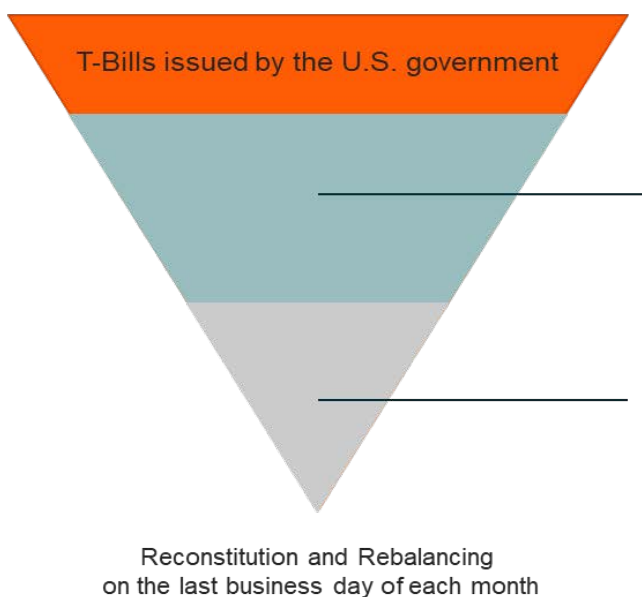 T-Bills issued by the U.S. government
Reconstitution and Rebalancing
on the last business day of each month